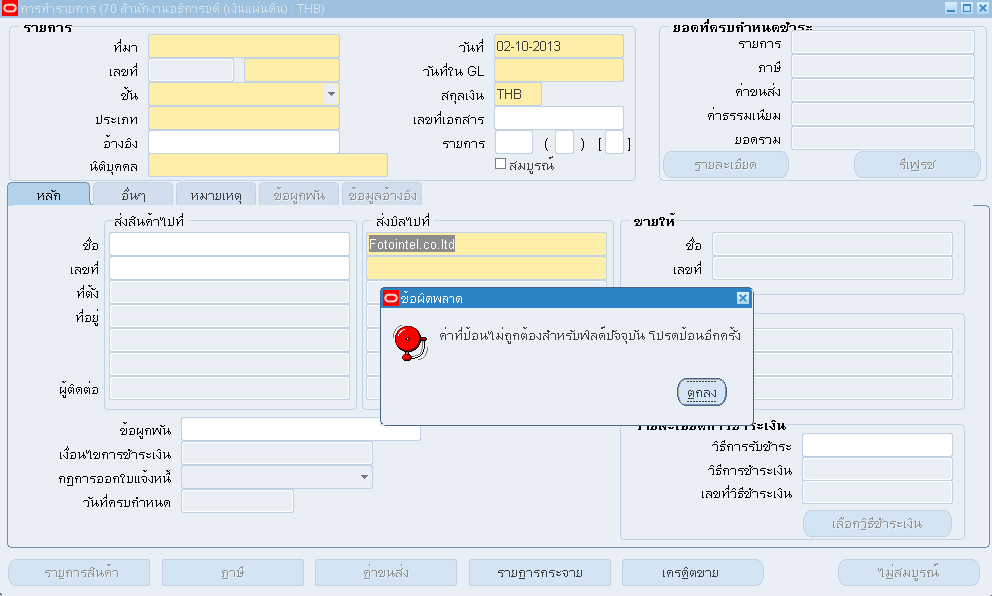 การทำรายการ (70 สำนักงานอธิการบดี (เงินแผ่นดิน) : THB)
รายการ
ที่มา
เลขที่
ชั้น
ประเภท
อ้างอิง
นิติบุคคล
วันที่ 02-10-2013
วันที่ใน GL
สกุลเงิน THB
เลขที่เอกสาร
รายการ ( ) [ ]
สมบูรณ์
ยอดที่ครบกำหนดชำระ
รายการ
ภาษี
ค่าขนส่ง
ค่าธรรมเนียม
ยอดรวม
รายละเอียด รีเฟรช
หลัก อื่นๆ หมายเหตุ ข้อผูกพัน ข้อมูลอ้างอิง
ส่งสินค้าไปที่
ชื่อ
เลขที่
ที่ตั้ง
ที่อยู่
ผู้ติดต่อ
ส่งบิลไปที่
Fotointel.co.ltd
ขายให้
ชื่อ
เลขที่
ข้อผิดพลาด
ค่าที่ป้อนไม่ถูกต้องสำหรับฟิลด์ปัจจุบัน โปรดป้อนอีกครั้ง
ตกลง
ข้อผูกพัน
เงื่อนไขการชำระเงิน
กฎการออกใบแจ้งหนี้
วันที่ครบกำหนด
รายละเอียดการชำระเงิน
วิธีการรับชำระ
วิธีการชำระเงิน
เลขที่วิธีชำระเงิน
เลือกวิธีชำระเงิน
รายการสินค้า ภาษี ค่าขนส่ง รายการกระจาย เครดิตขาย ไม่สมบูรณ์